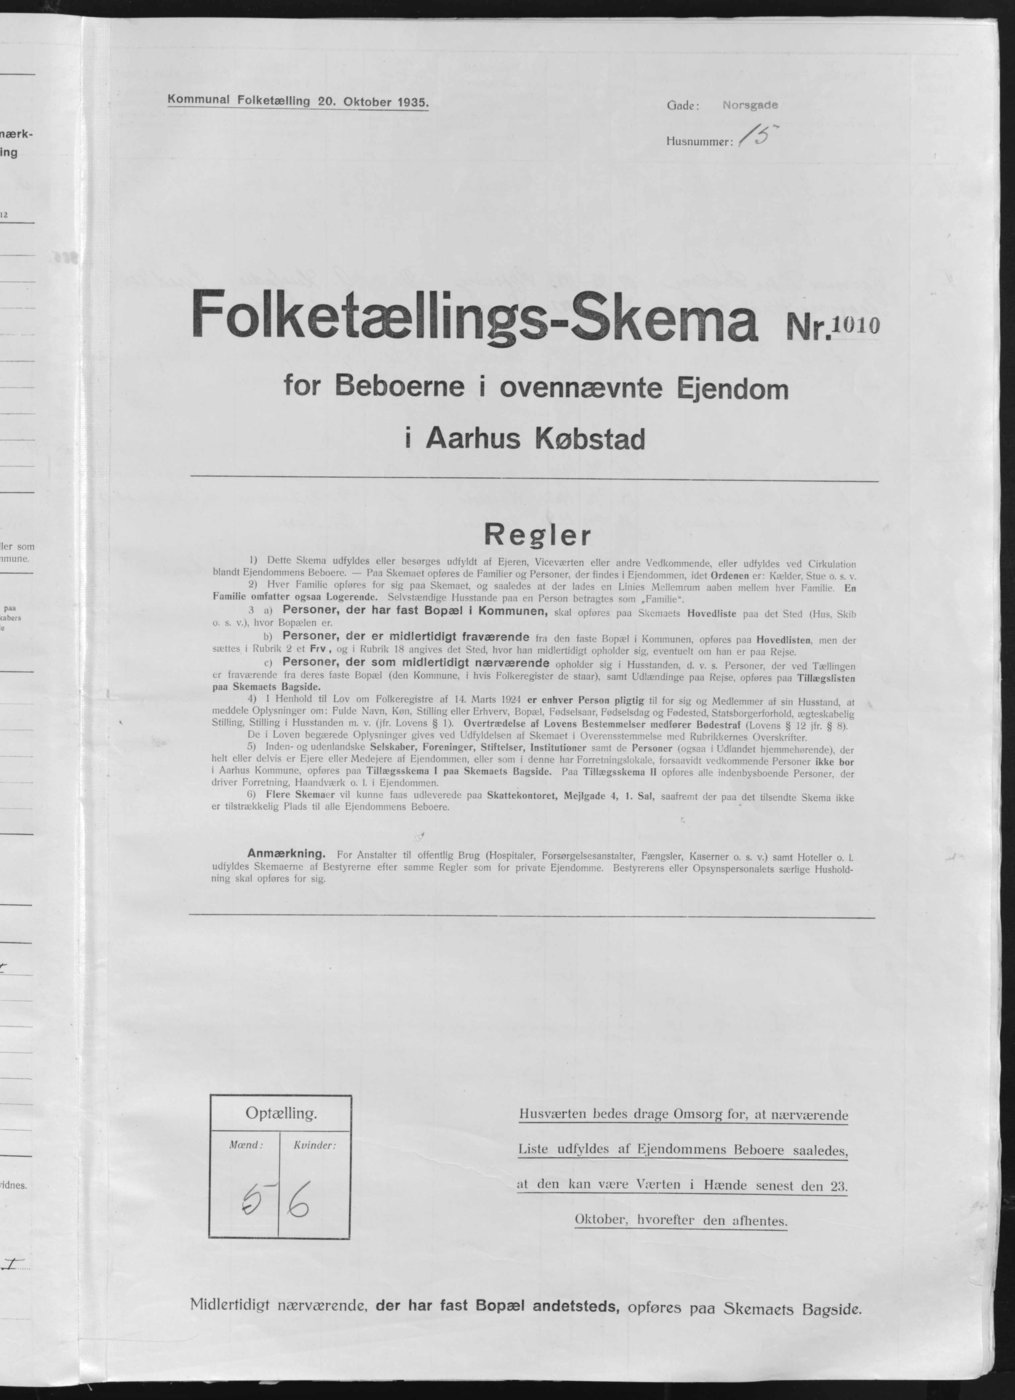 Kommunal Folketælling 20. Oktober 1935.
Gade: Norsgade
Husnummer: 15
Folketællings-Skema Nr. 1010
for Beboerne i ovennævnte Ejendom
i Aarhus Købstad
Regler
1) Dette Skema udfyldes eller besørges udfyldt af Ejeren, Viceværten eller andre Vedkommende, eller udfyldes ved Cirkulation
blandt Ejendommens Beboere. — Paa Skemaet opføres de Familier og Personer, der findes i Ejendommen, idet Ordenen er: Kælder, Stue o. s. v.
2) Hver Familie opføres for sig paa Skemaet, og saaledes at der lades en Linies Mellemrum aaben mellem hver Familie. En
Familie omfatter ogsaa Logerende. Selvstændige Husstande paa en Person betragtes som „Familie“.
3 a) Personer, der har fast Bopæl i Kommunen, skal opføres paa Skemaets Hovedliste paa det Sted (Hus, Skib
o. s. v.), hvor Bopælen er.
b) Personer, der er midlertidigt fraværende fra den faste Bopæl i Kommunen, opføres paa Hovedlisten, men der
sættes i Rubrik 2 et Frv, og i Rubrik 18 angives det Sted, hvor han midlertidigt opholder sig, eventuelt om han er paa Rejse.
c) Personer, der som midlertidigt nærværende opholder sig i Husstanden, d. v. s. Personer, der ved Tællingen
er fraværende fra deres faste Bopæl (den Kommune, i hvis Folkeregister de staar), samt Udlændinge paa Rejse, opføres paa Tillægslisten
paa Skemaets Bagside.
4) I Henhold til Lov om Folkeregistre af 14. Marts 1924 er enhver Person pligtig til for sig og Medlemmer af sin Husstand, at
meddele Oplysninger om: Fulde Navn, Køn, Stilling eller Erhverv, Bopæl, Fødselsaar, Fødselsdag og Fødested, Statsborgerforhold, ægteskabelig
Stilling, Stilling i Husstanden m. v. (jfr. Lovens § 1). Overtrædelse af Lovens Bestemmelser medfører Bødestraf (Lovens § 12 jfr. § 8).
De i Loven begærede Oplysninger gives ved Udfyldelsen af Skemaet i Overensstemmelse med Rubrikkernes Overskrifter.
5) Inden- og udenlandske Selskaber, Foreninger, Stiftelser, Institutioner samt de Personer (ogsaa i Udlandet hjemmehørende), der
helt eller delvis er Ejere eller Medejere af Ejendommen, eller som i denne har Forretningslokale, forsaavidt vedkommende Personer ikke bor
i Aarhus Kommune, opføres paa Tillægsskema I paa Skemaets Bagside. Paa Tillægsskema II opføres alle indenbysboende Personer, der
driver Forretning, Haandværk o. l. i Ejendommen.
6) Flere Skemaer vil kunne faas udleverede paa Skattekontoret, Mejlgade 4, 1. Sal, saafremt der paa det tilsendte Skema ikke
er tilstrækkelig Plads til alle Ejendommens Beboere.
Anmærkning. For Anstalter til offentlig Brug (Hospitaler, Forsørgelsesanstalter, Fængsler, Kaserner o. s. v.) samt Hoteller o. l.
udfyldes Skemaerne af Bestyrerne efter samme Regler som for private Ejendomme. Bestyrerens eller Opsynspersonalets særlige Hushold-
ning skal opføres for sig.
Optælling.
Mænd: Kvinder:
5 6
Husværten bedes drage Omsorg for, at nærværende
Liste udfyldes af Ejendommens Beboere saaledes,
at den kan være Værten i Hænde senest den 23.
Oktober, hvorefter den afhentes.
Midlertidigt nærværende, der har fast Bopæl andetsteds, opføres paa Skemaets Bagside.